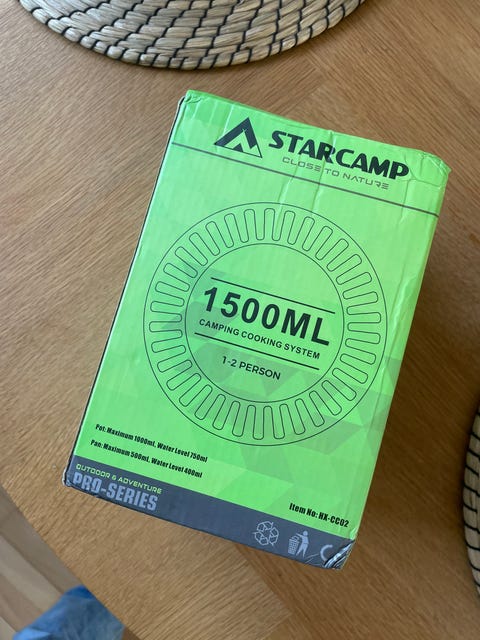 STARCAMP
CLOSE TO NATURE
1500ML
CAMPING COOKING SYSTEM
1-2 PERSON
Pot: Maximum 1000ml, Water Level 750ml
Pan: Maximum 500ml, Water Level 400ml
OUTDOOR & ADVENTURE
PRO-SERIES
Item No: HX-CC02